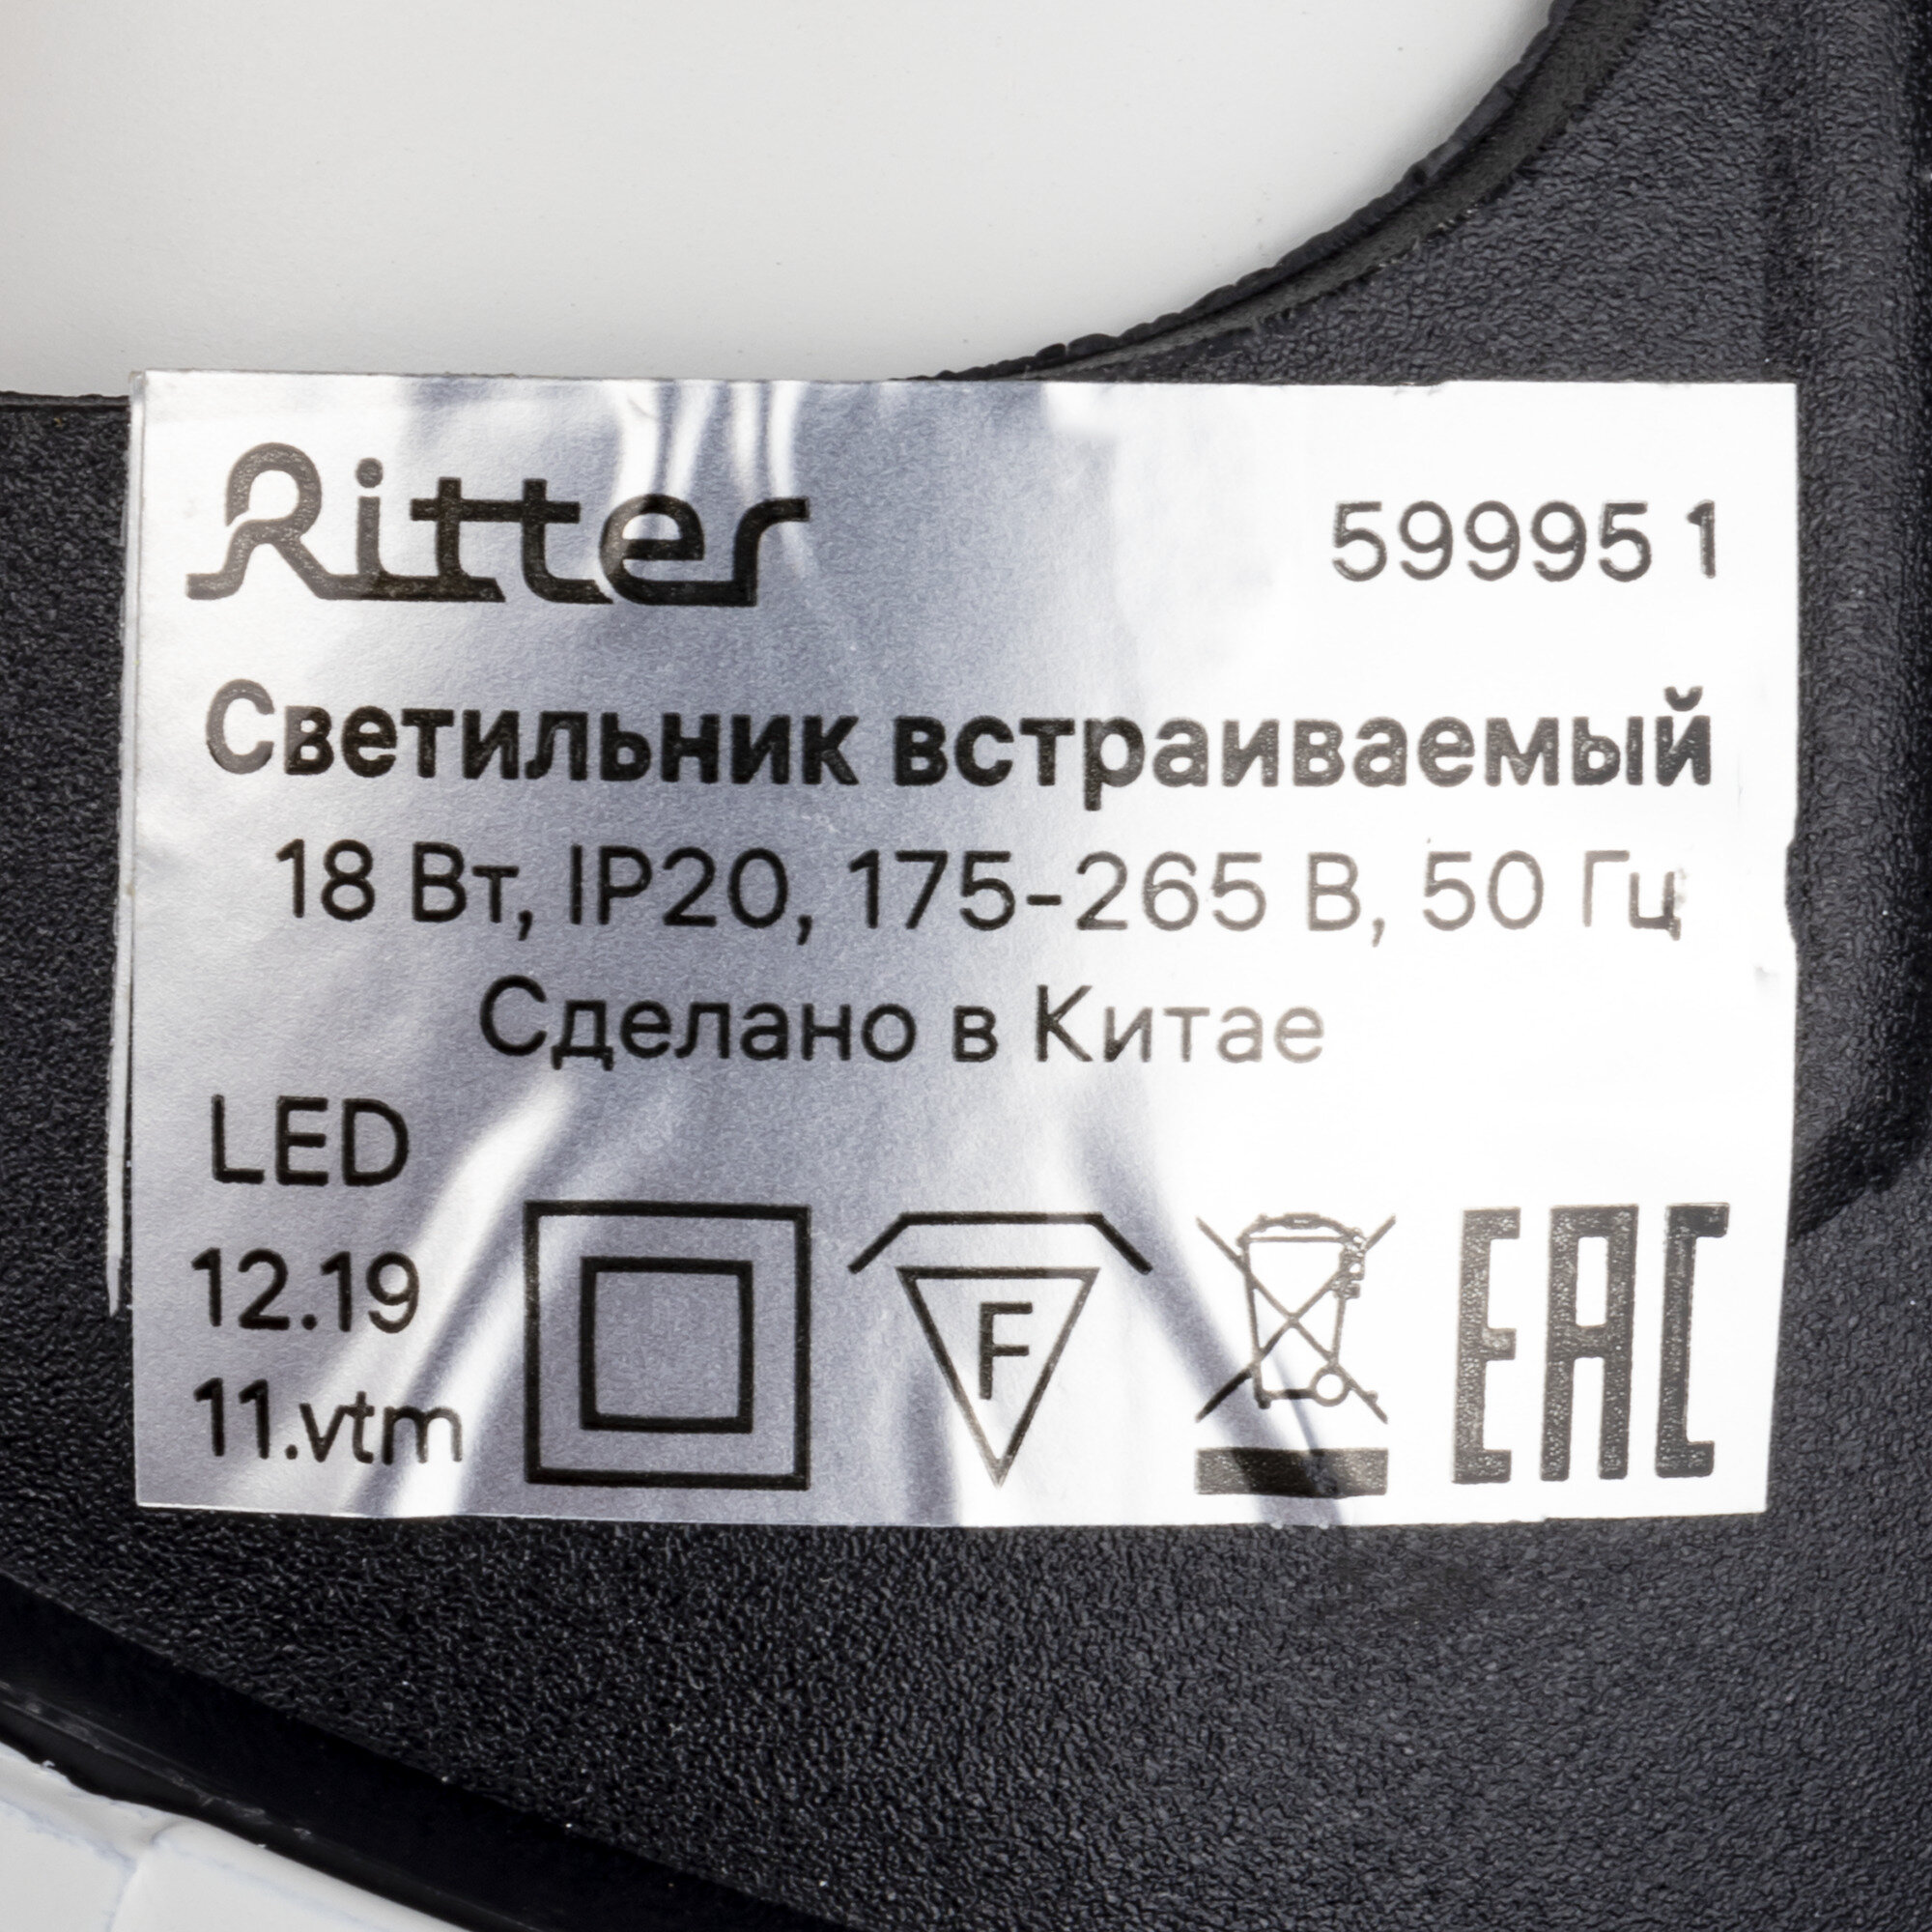 Ritter
59995 1
Светильник встраиваемый
18 Вт, IP20, 175-265 В, 50 Гц
Сделано в Китае
LED
12.19
11.vtm
F
EAC